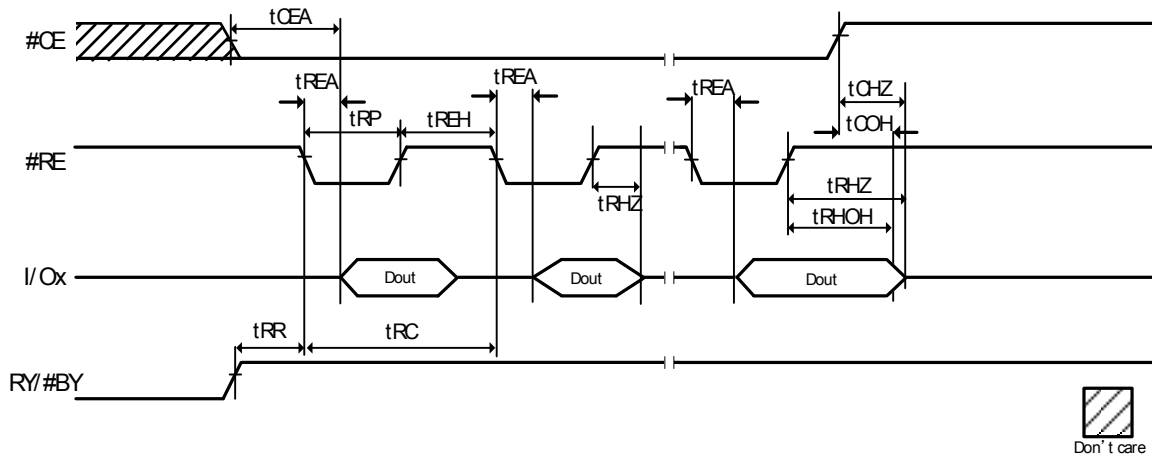 tCEA
#CE
tREA
tREA
tREA
tCHZ
tRP
tREH
tCOH
#RE
tRHZ
tRHZ
tRHOH
I/Ox
Dout
Dout
Dout
tRR
tRC
RY/#BY
Don't care